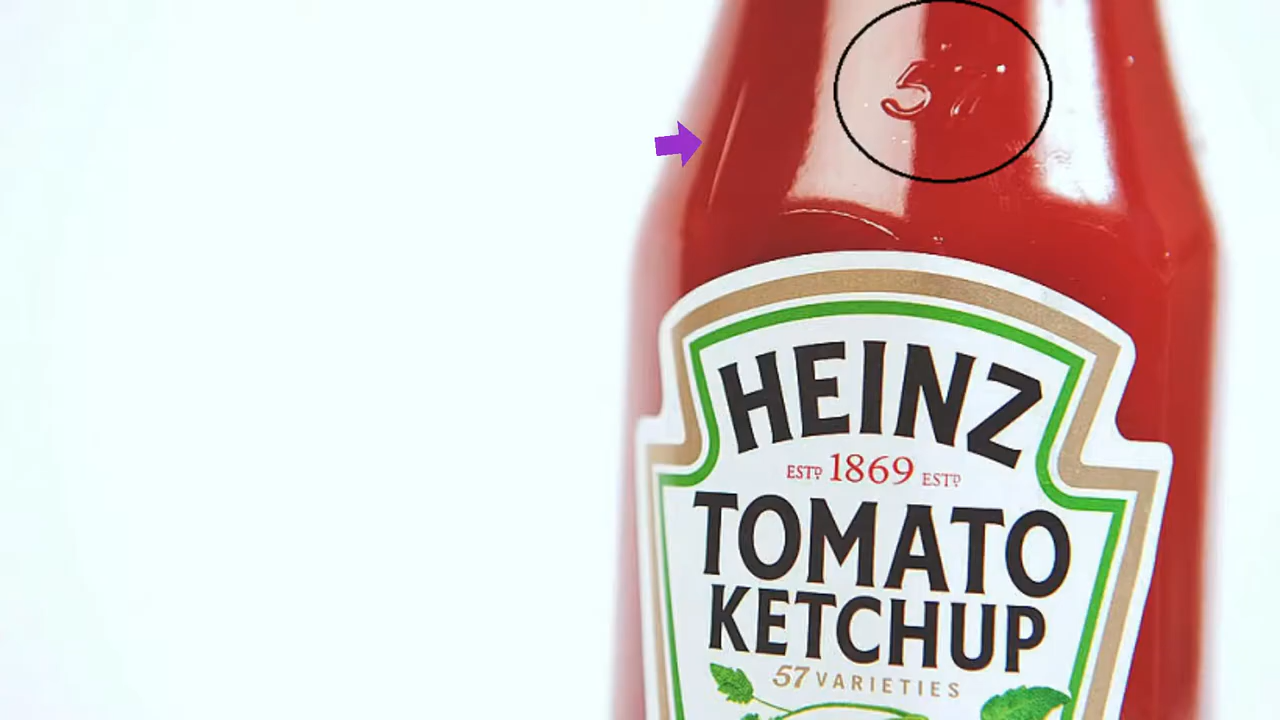 57
HEINZ
ESTD 1869 ESTD
TOMATO
KETCHUP
57 VARIETIES